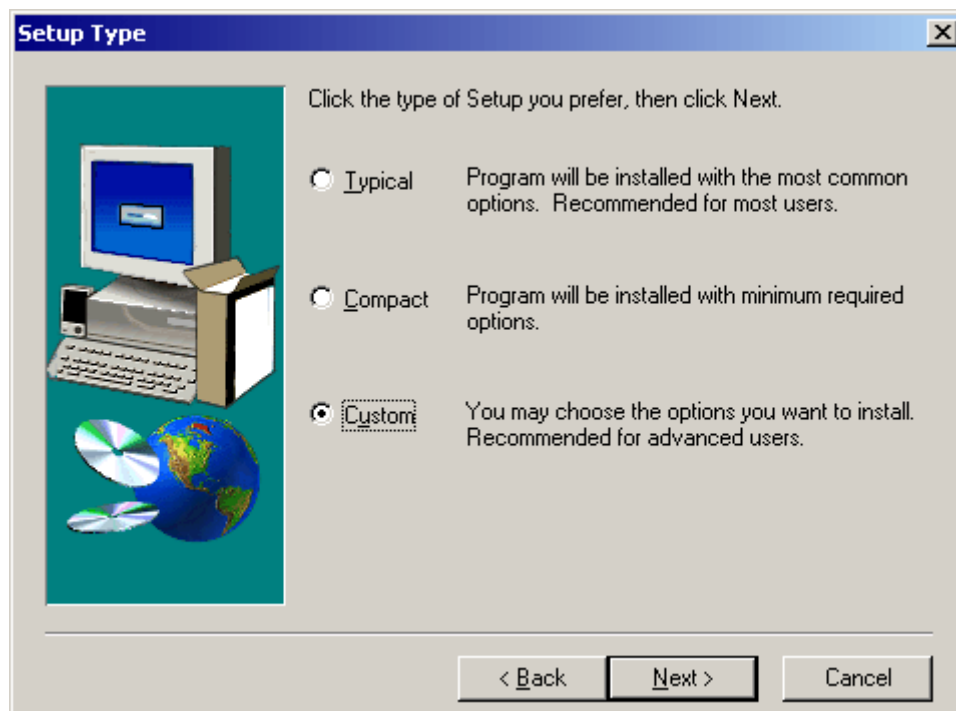 Setup Type
Click the type of Setup you prefer, then click Next.
Typical
Program will be installed with the most common
options.  Recommended for most users.
Compact
Program will be installed with minimum required
options.
Custom
You may choose the options you want to install.
Recommended for advanced users.
< Back
Next >
Cancel